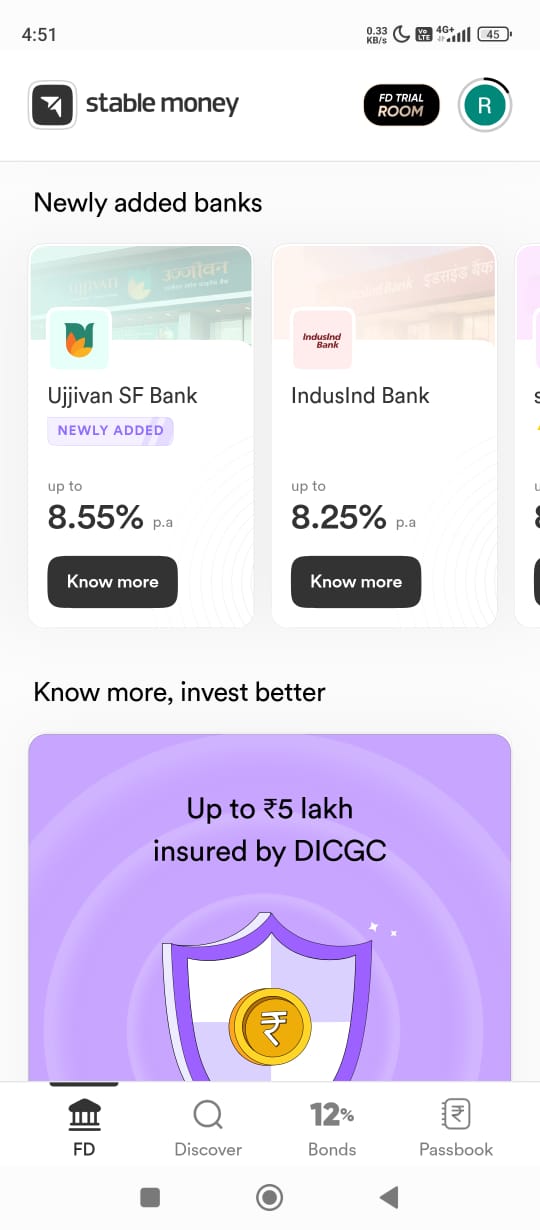 4:51
0.33
KB/s
Vo
LTE
4G+
45
stable money
FD TRIAL
ROOM
R
Newly added banks
उज्जीवन
IndusInd Bank
इंडसइंड बैंक
IndusInd
Bank
Ujjivan SF Bank
IndusInd Bank
NEWLY ADDED
up to
8.55% p.a
up to
8.25% p.a
Know more
Know more
Know more, invest better
Up to ₹5 lakh
insured by DICGC
₹
12%
₹
FD
Discover
Bonds
Passbook